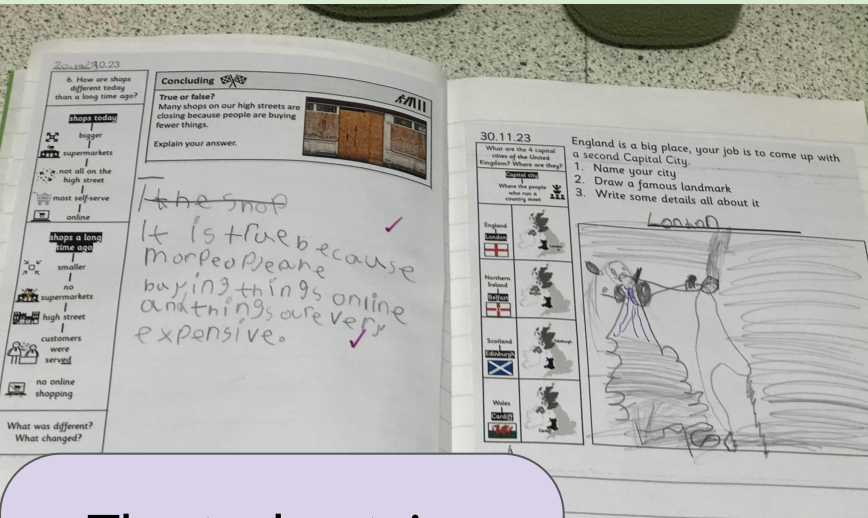 10.23
6. How are shops
different today
than a long time ago?
shops today
bigger
supermarkets
not all on the
high street
most self-serve
online
shops a long
time ago
smaller
no
supermarkets
high street
customers
were
served
no online
shopping
What was different?
What changed?
Concluding
True or false?
Many shops on our high streets are
closing because people are buying
fewer things.
Explain your answer.
the shop
It is true because
more people are
buying things online
and things are very
expensive.
30.11.23
What are the 4 capital
cities of the United
Kingdom? Where are they?
Capital city
Where the people
who run a
country meet
England
London
Northern
Ireland
Belfast
Scotland
Edinburgh
Edinburgh
Wales
Cardiff
England is a big place, your job is to come up with
a second Capital City.
1. Name your city
2. Draw a famous landmark
3. Write some details all about it
London